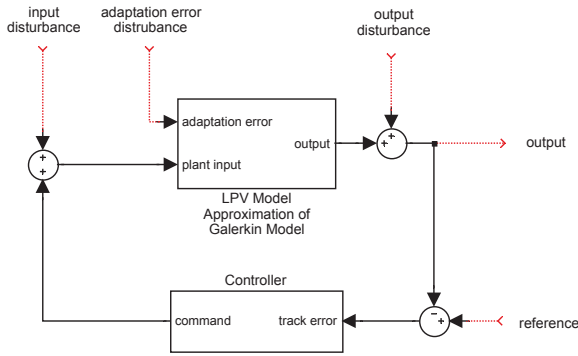 input
disturbance
adaptation error
distrubance
output
disturbance
adaptation error
+
+
output
+
+
output
+
plant input
+
LPV Model
Approximation of
Galerkin Model
Controller
command
track error
−
+
reference